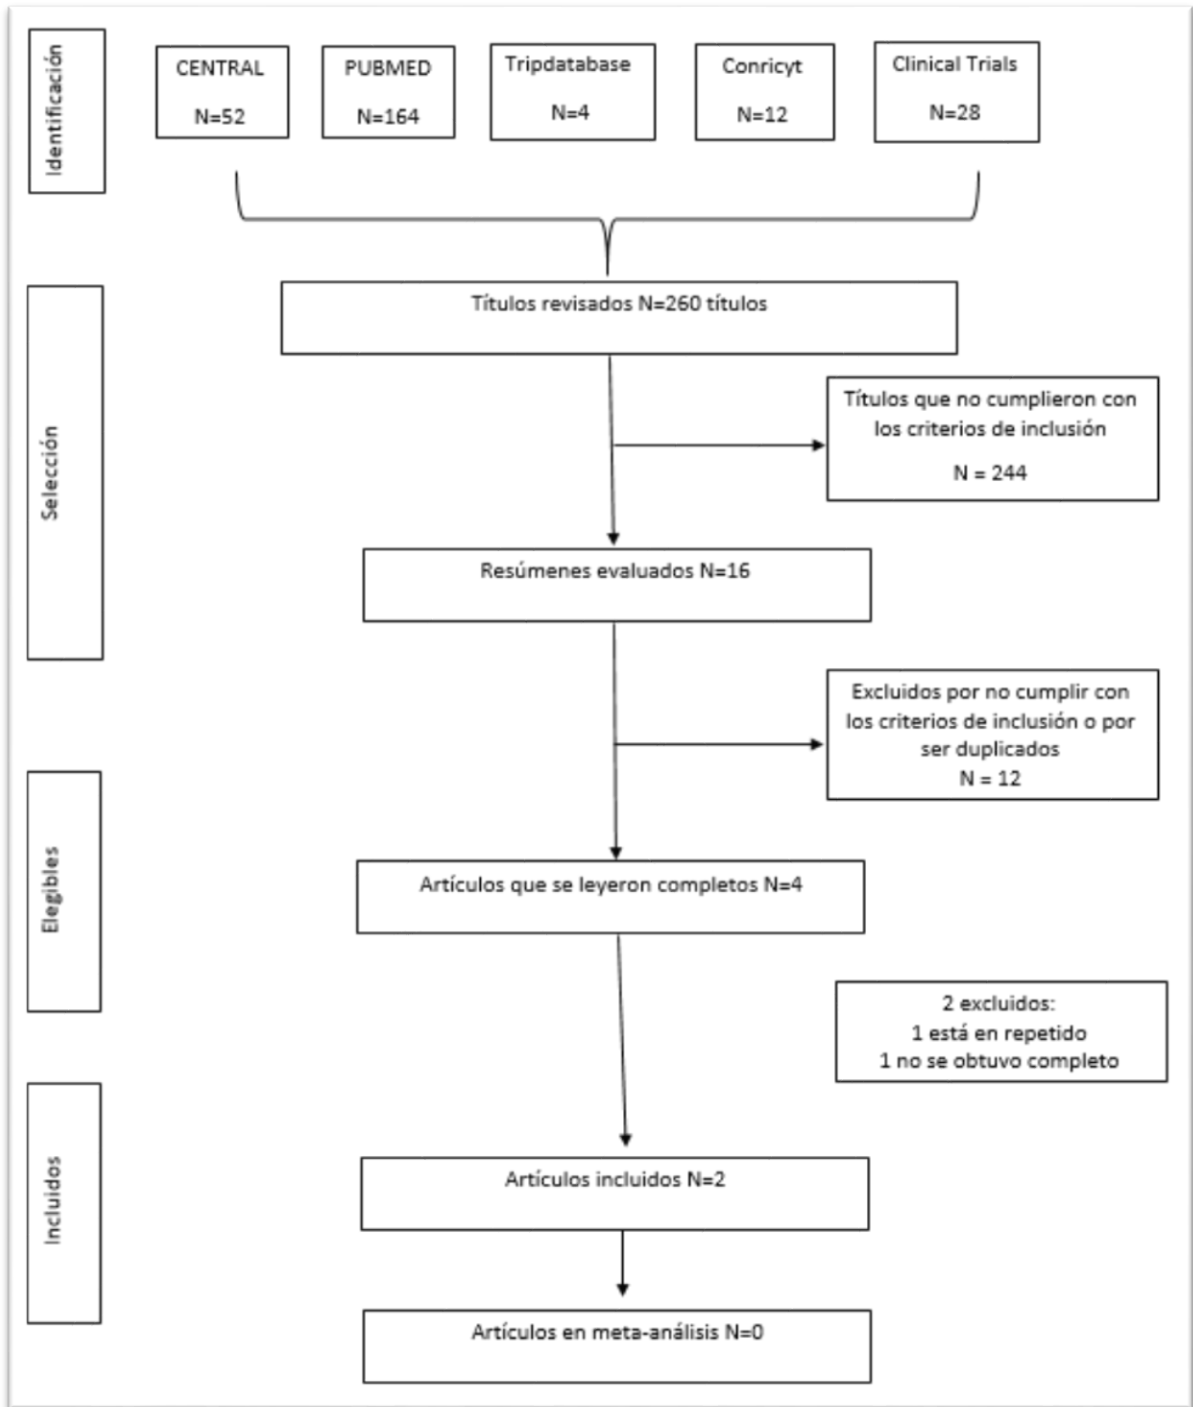 Identificación
CENTRAL
N=52
PUBMED
N=164
Tripdatabase
N=4
Conricyt
N=12
Clinical Trials
N=28
Selección
Títulos revisados N=260 títulos
Títulos que no cumplieron con
los criterios de inclusión
N = 244
Resúmenes evaluados N=16
Excluidos por no cumplir con
los criterios de inclusión o por
ser duplicados
N = 12
Elegibles
Artículos que se leyeron completos N=4
2 excluidos:
1 está en repetido
1 no se obtuvo completo
Incluidos
Artículos incluidos N=2
Artículos en meta-análisis N=0